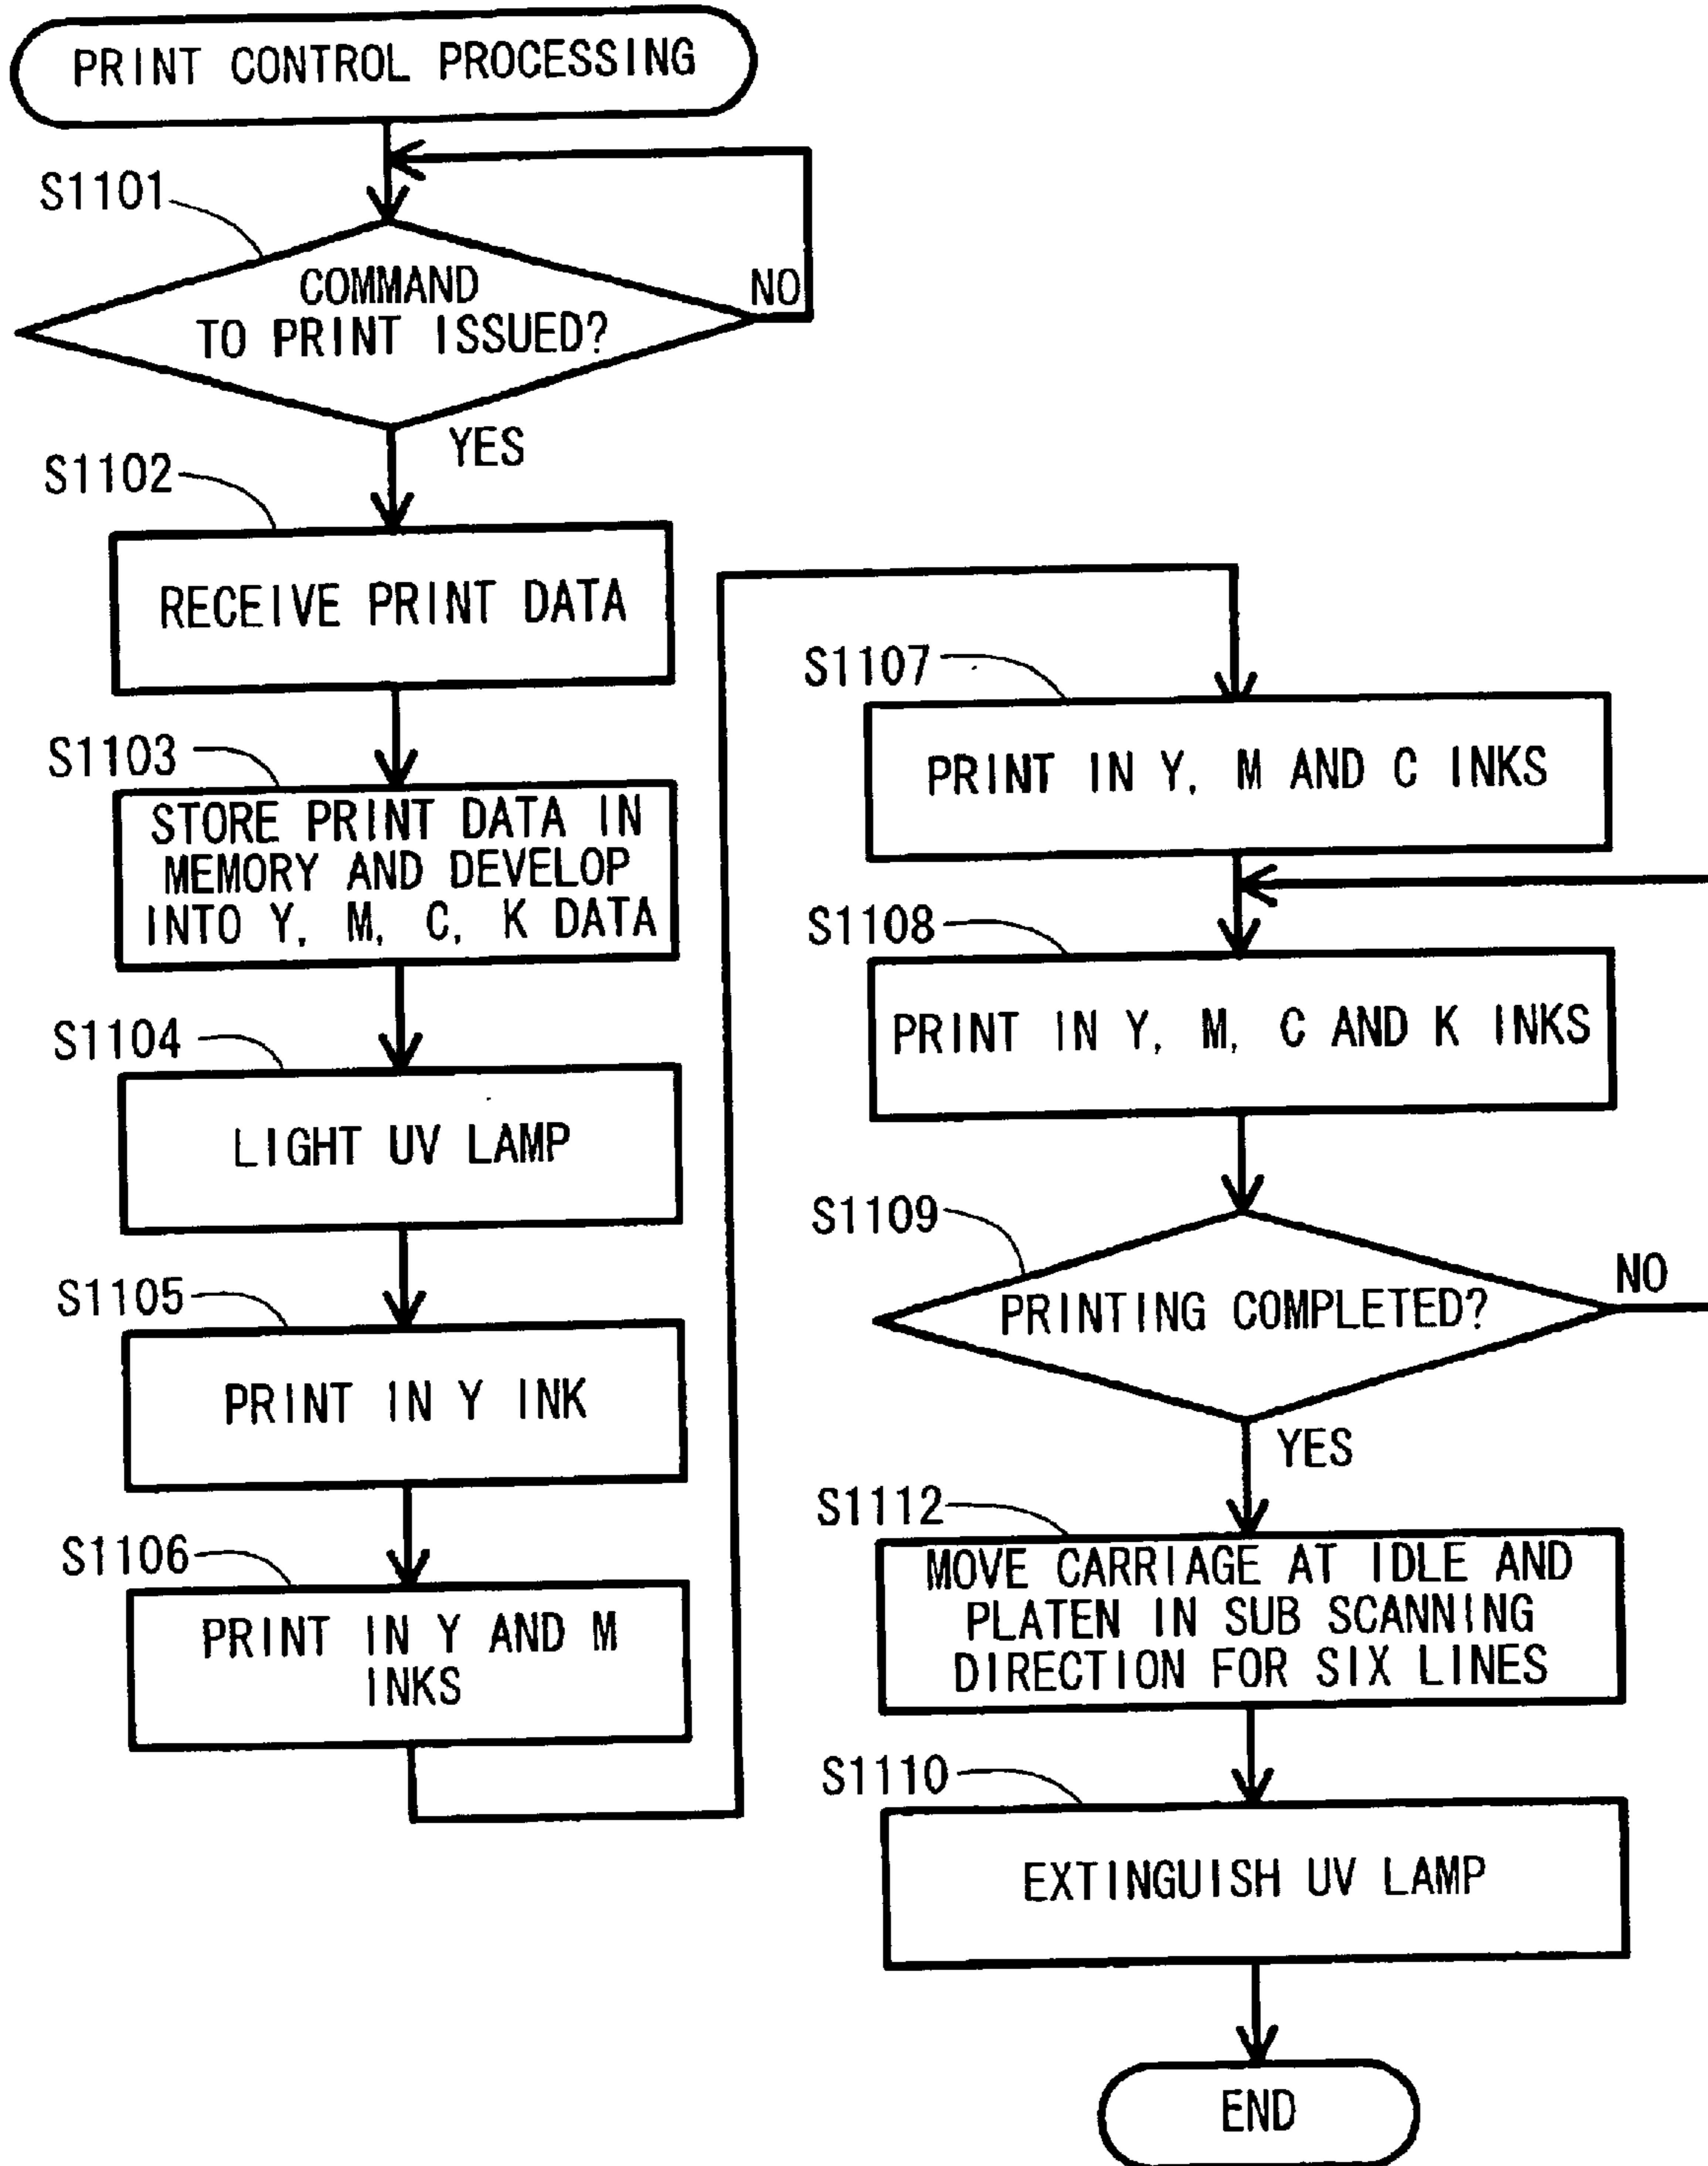 PRINT CONTROL PROCESSING
S1101
COMMAND
TO PRINT ISSUED?
NO
YES
S1102
RECEIVE PRINT DATA
S1103
STORE PRINT DATA IN
MEMORY AND DEVELOP
INTO Y, M, C, K DATA
S1104
LIGHT UV LAMP
S1105
PRINT IN Y INK
S1106
PRINT IN Y AND M
INKS
S1107
PRINT IN Y, M AND C INKS
S1108
PRINT IN Y, M, C AND K INKS
S1109
PRINTING COMPLETED?
NO
YES
S1112
MOVE CARRIAGE AT IDLE AND
PLATEN IN SUB SCANNING
DIRECTION FOR SIX LINES
S1110
EXTINGUISH UV LAMP
END